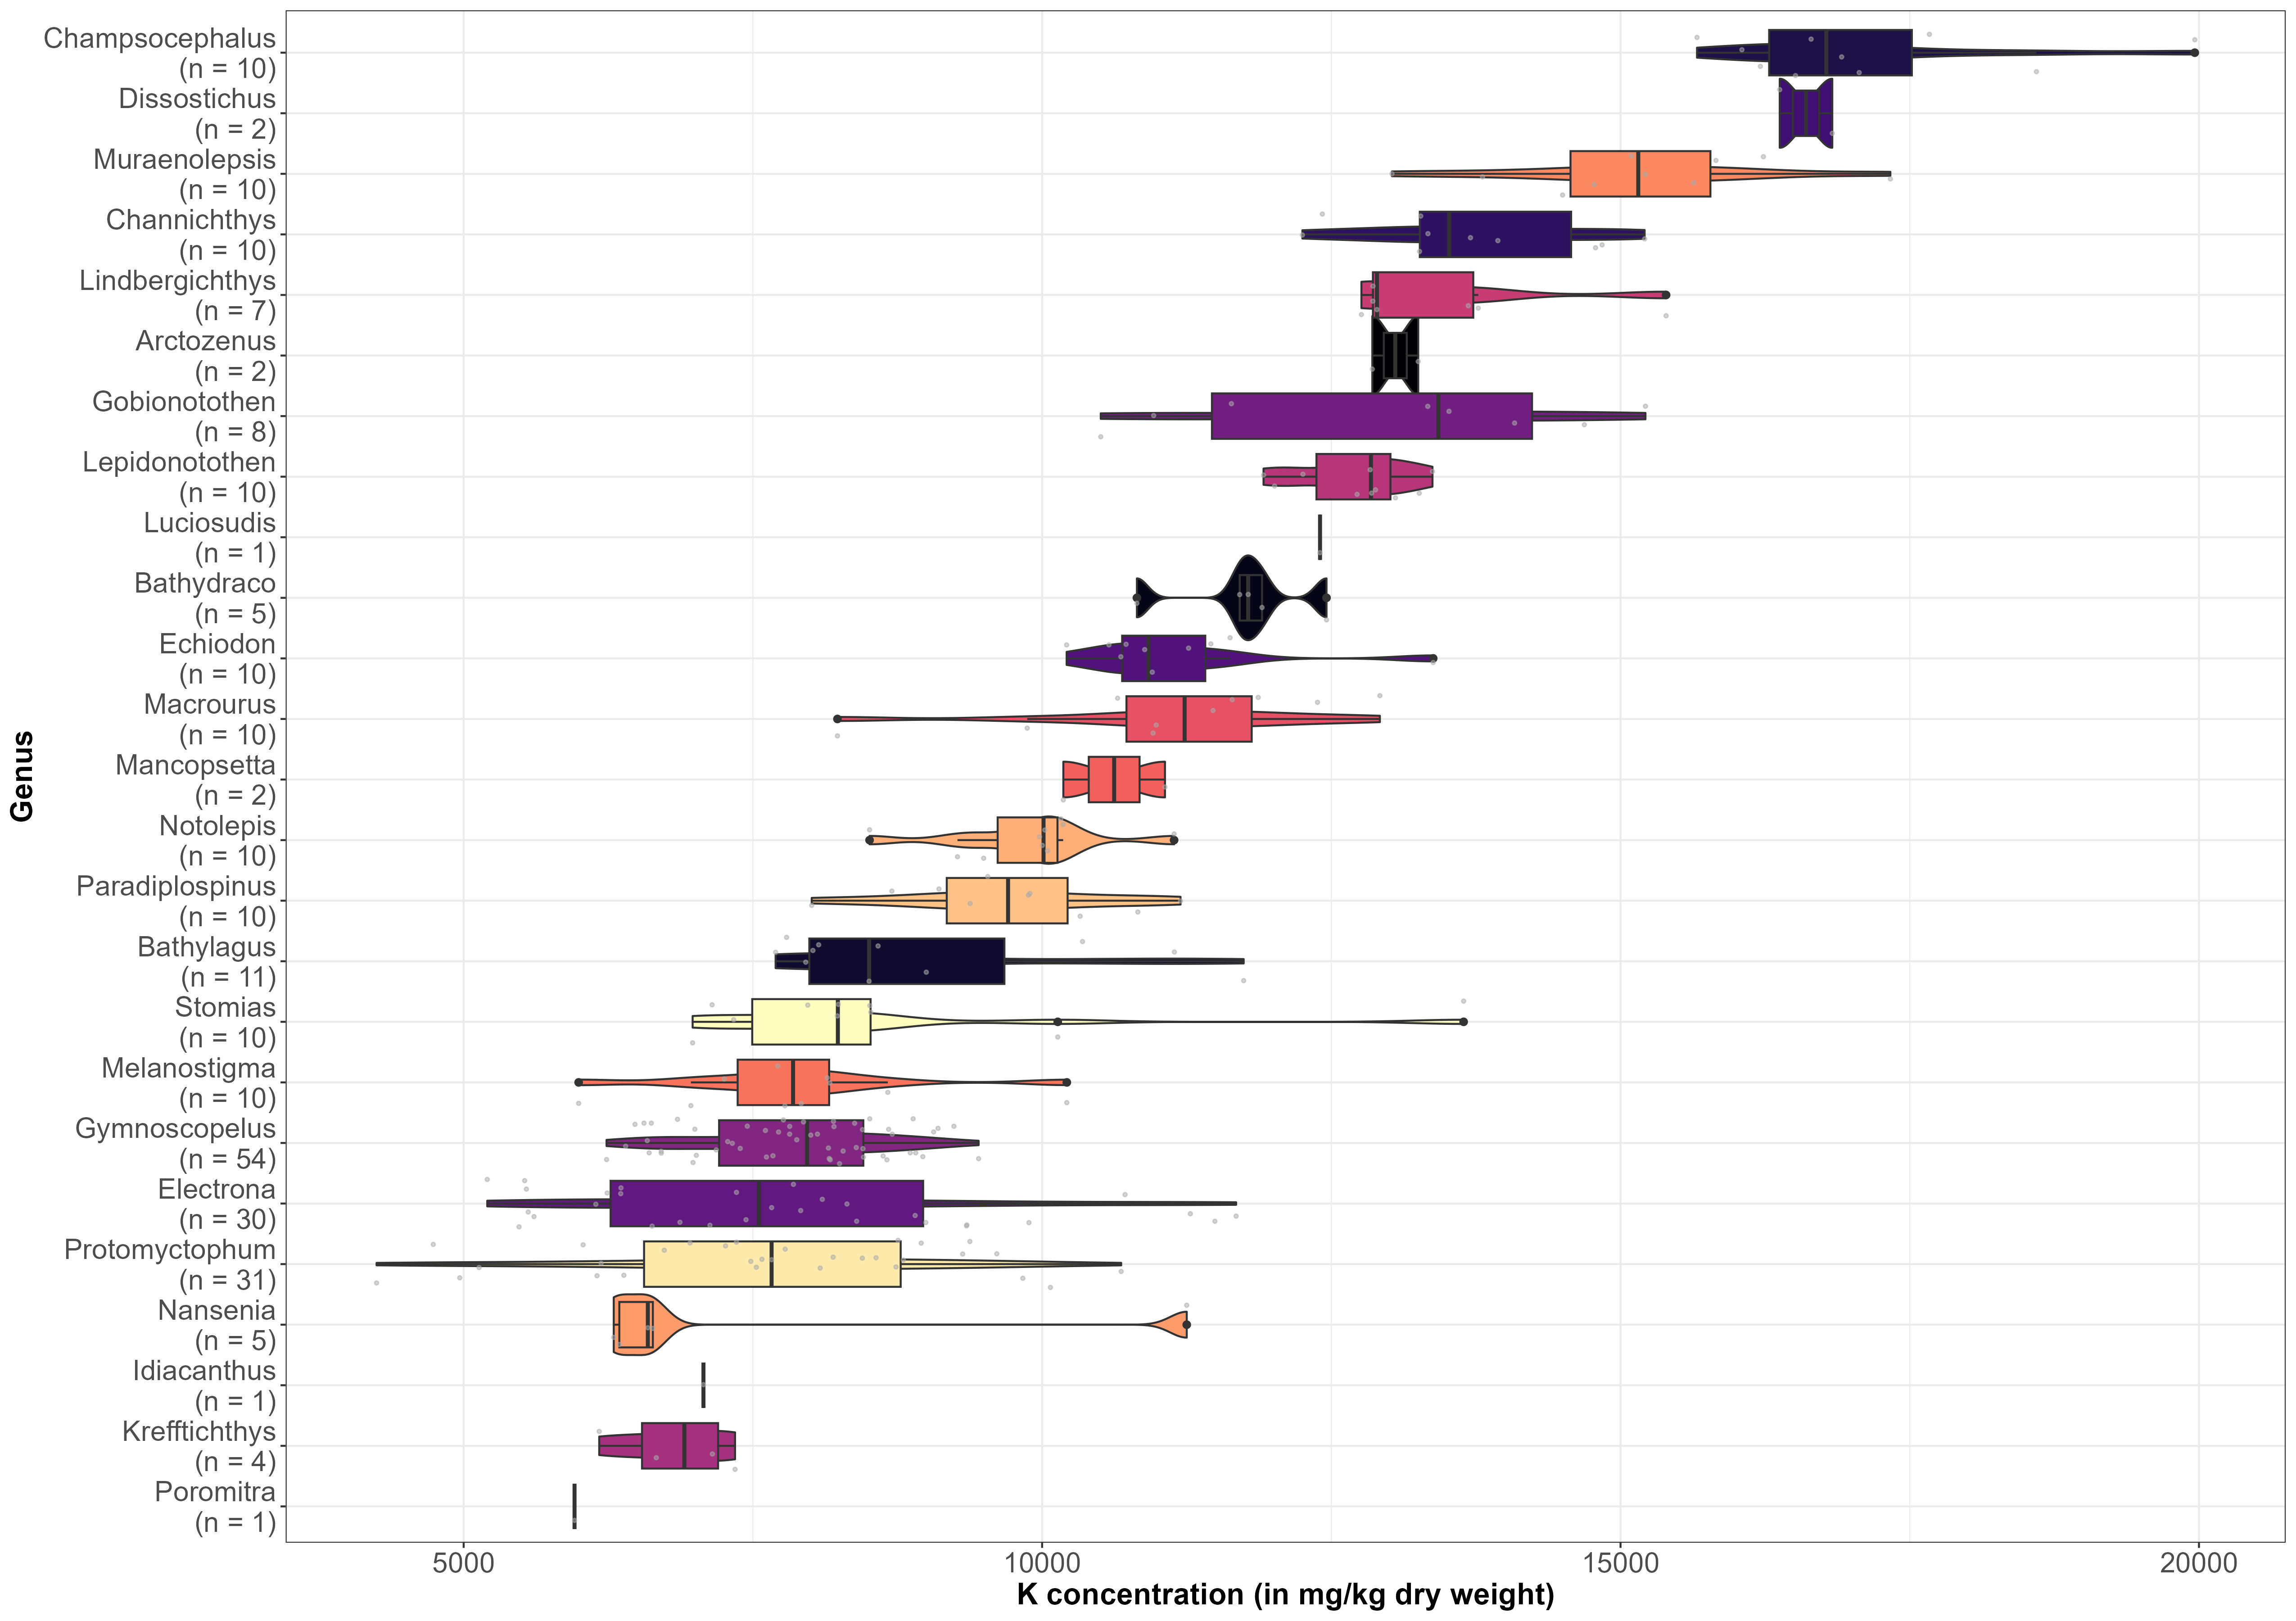 Champsocephalus
(n = 10)
Dissostichus
(n = 2)
Muraenolepsis
(n = 10)
Channichthys
(n = 10)
Lindbergichthys
(n = 7)
Arctozenus
(n = 2)
Gobionotothen
(n = 8)
Lepidonotothen
(n = 10)
Luciosudis
(n = 1)
Bathydraco
(n = 5)
Echiodon
(n = 10)
Macrourus
(n = 10)
Mancopsetta
(n = 2)
Notolepis
(n = 10)
Paradiplospinus
(n = 10)
Bathylagus
(n = 11)
Stomias
(n = 10)
Melanostigma
(n = 10)
Gymnoscopelus
(n = 54)
Electrona
(n = 30)
Protomyctophum
(n = 31)
Nansenia
(n = 5)
Idiacanthus
(n = 1)
Krefftichthys
(n = 4)
Poromitra
(n = 1)
Genus
5000 10000 15000 20000
K concentration (in mg/kg dry weight)